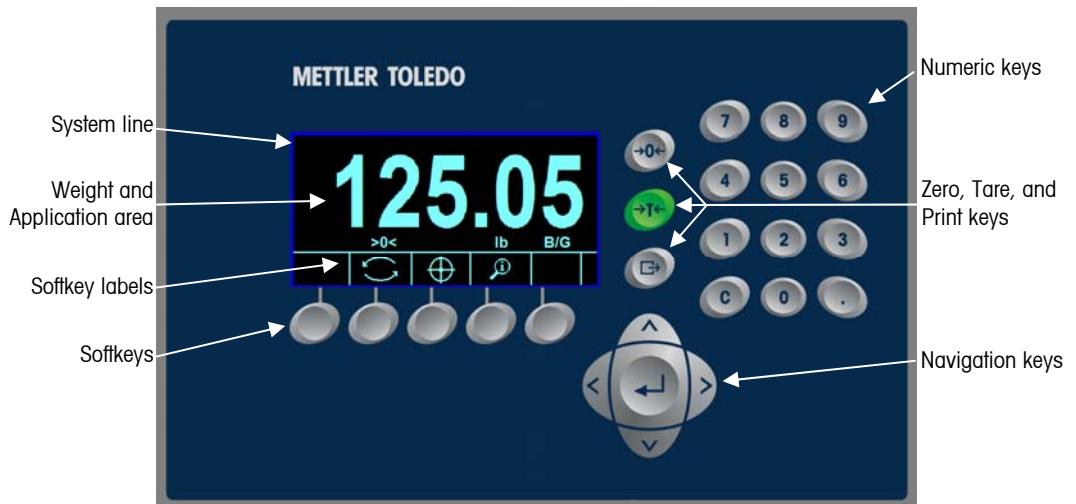 METTLER TOLEDO
Numeric keys
7 8 9
System line
→0←
Weight and
Application area
125.05
4 5 6
Zero, Tare, and
Print keys
→T←
>0< lb B/G
1 2 3
Softkey labels
C 0 .
Softkeys
Navigation keys